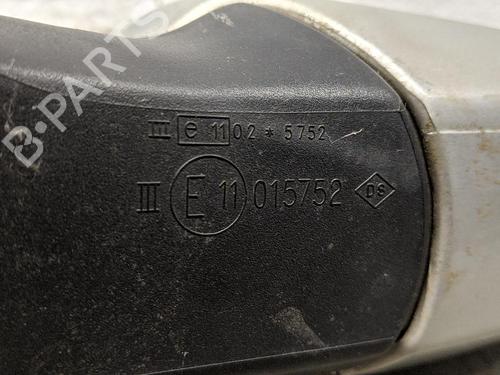 B-PARTS
III e 11 02 * 5752
III E 11 015752 DS